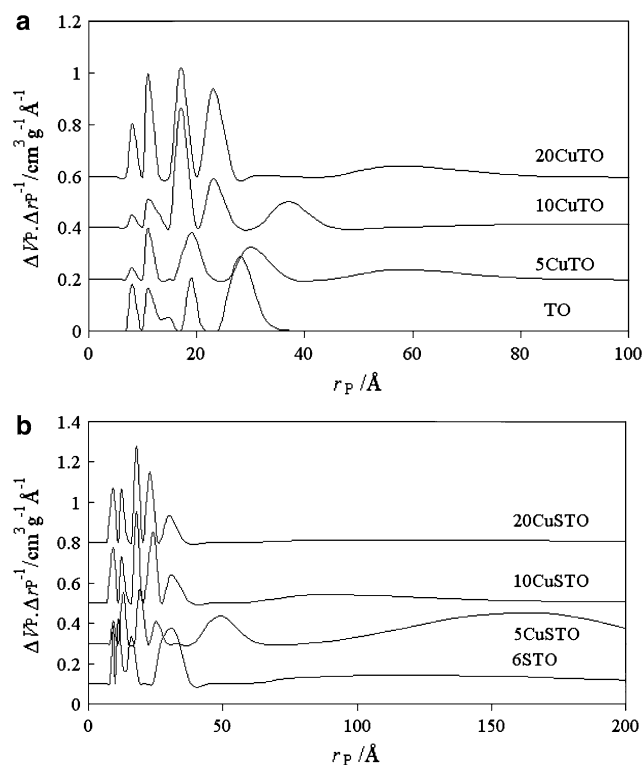 a
ΔVP.ΔrP⁻¹/cm³ g⁻¹ Å⁻¹
1.2
1
0.8
0.6
0.4
0.2
0
20CuTO
10CuTO
5CuTO
TO
0 20 40 60 80 100
rP /Å
b
ΔVP.ΔrP⁻¹/cm³ g⁻¹ Å⁻¹
1.4
1.2
1
0.8
0.6
0.4
0.2
0
20CuSTO
10CuSTO
5CuSTO
6STO
0 50 100 150 200
rP /Å